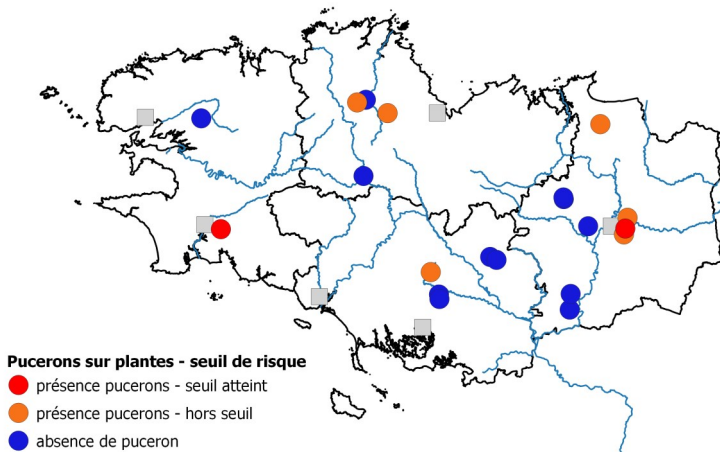 Pucerons sur plantes - seuil de risque
présence pucerons - seuil atteint
présence pucerons - hors seuil
absence de puceron